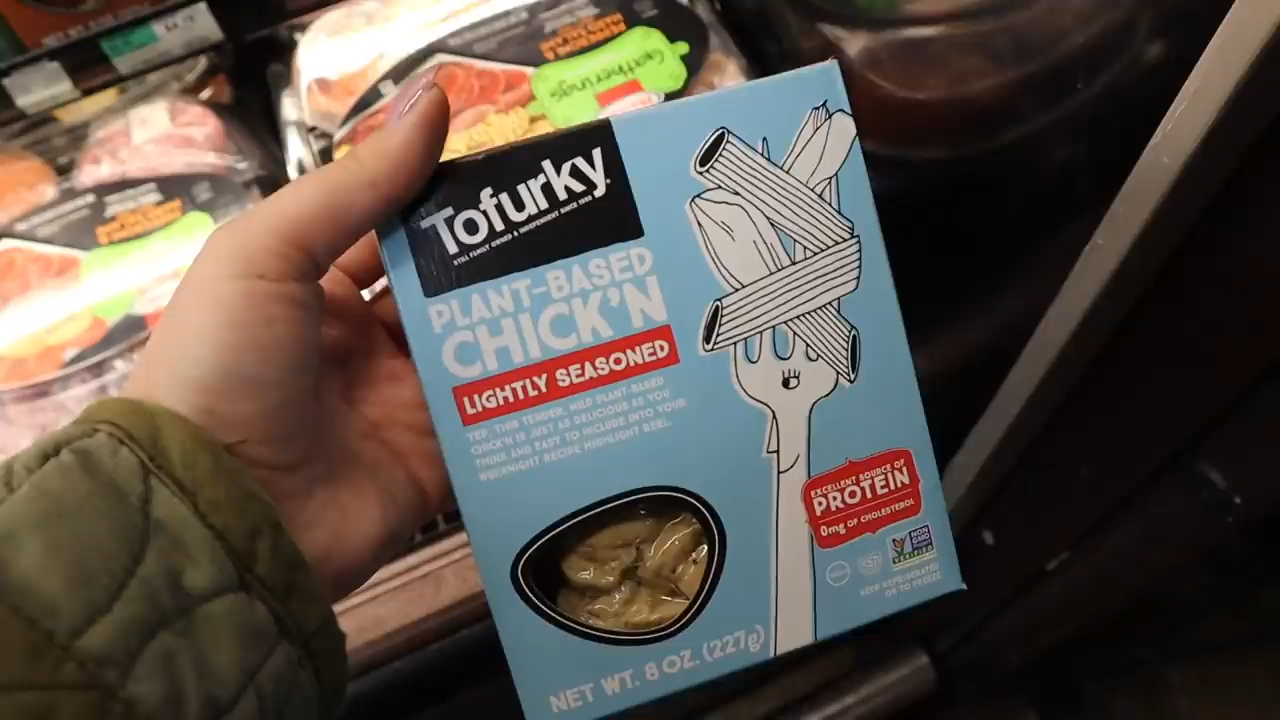 Gatherings
Tofurky
STILL FAMILY OWNED & INDEPENDENT SINCE 1980
PLANT-BASED
CHICK'N
LIGHTLY SEASONED
YEP, THIS TENDER, MILD PLANT-BASED
CHICK'N IS JUST AS DELICIOUS AS YOU
THINK AND EASY TO INCLUDE INTO YOUR
WEEKNIGHT RECIPE HIGHLIGHT REEL.
EXCELLENT SOURCE OF
PROTEIN
0mg OF CHOLESTEROL
NON
GMO
VERIFIED
KEEP REFRIGERATED
OR TO FREEZE
NET WT. 8 OZ. (227g)